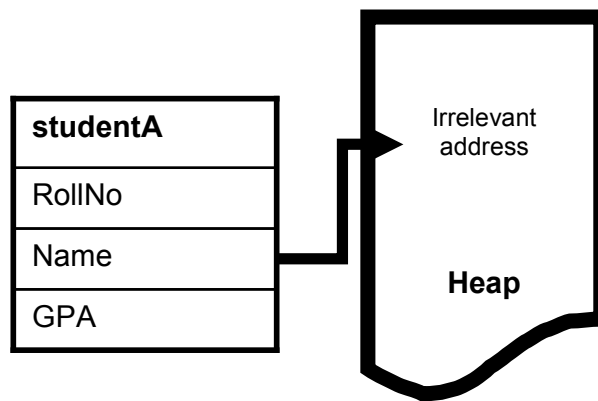 studentA
RollNo
Name
GPA
Irrelevant
address
Heap